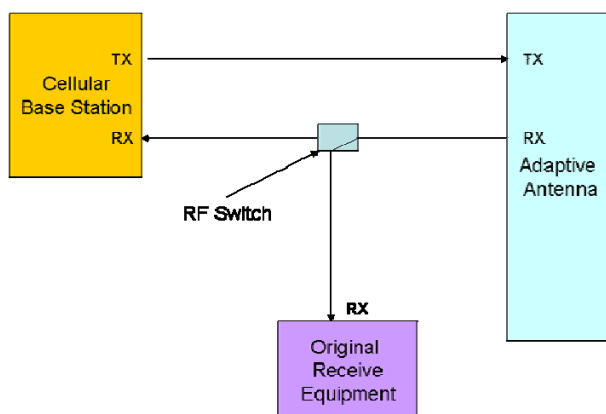 TX
Cellular
Base Station
RX
TX
RX
Adaptive
Antenna
RF Switch
RX
Original
Receive
Equipment